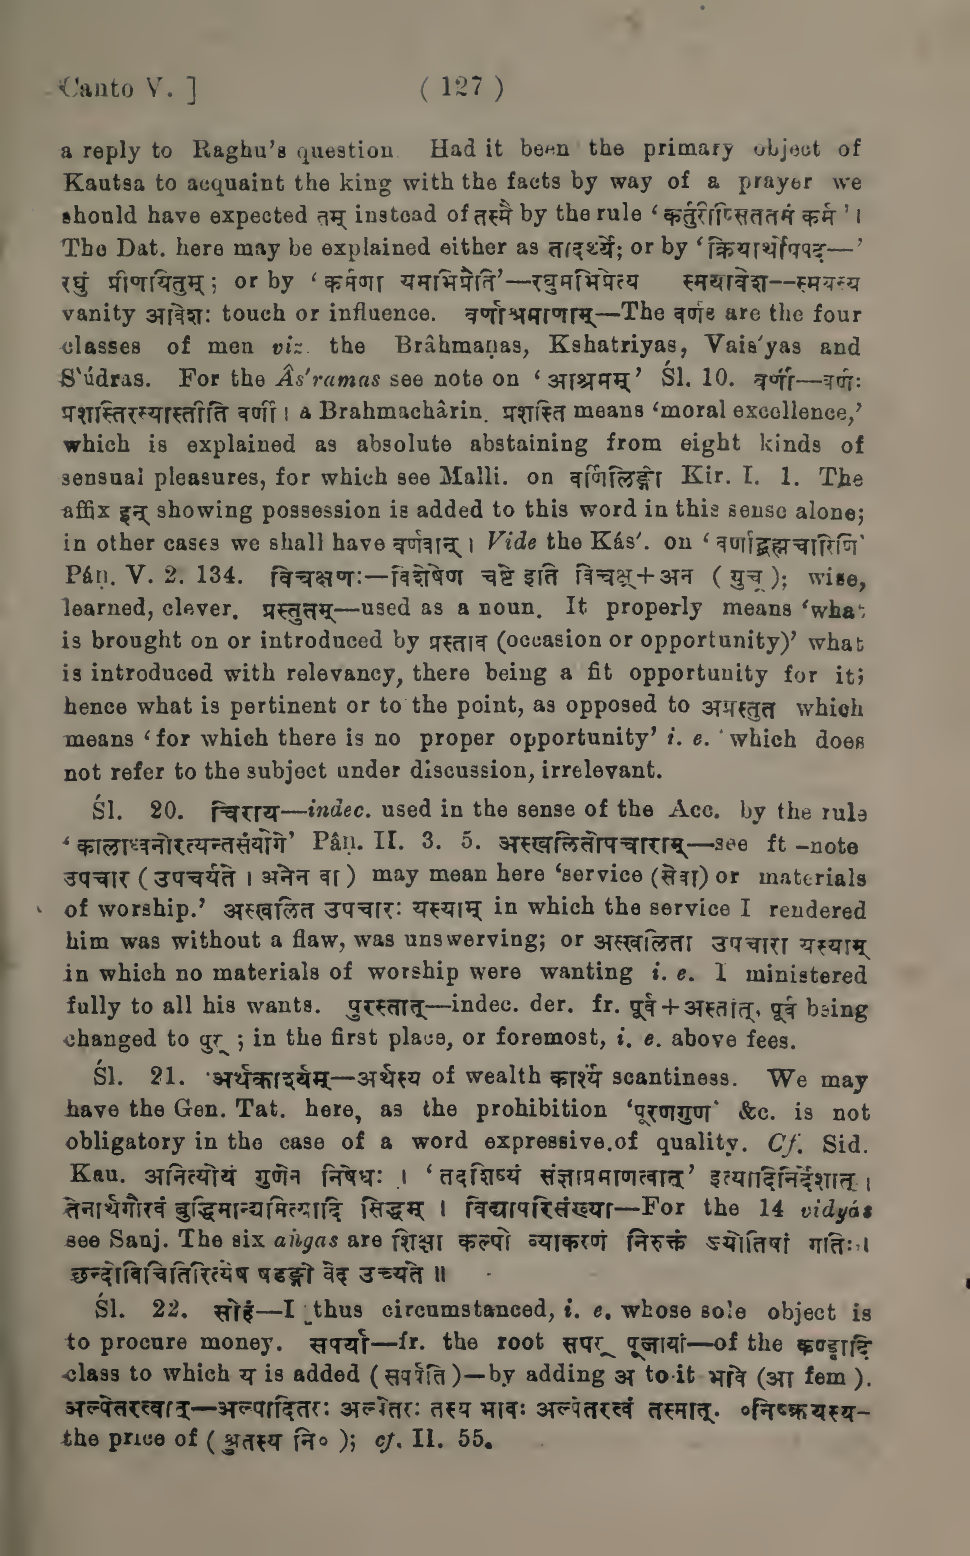 Canto V. ] ( 127 )
a reply to Raghu's question. Had it been the primary object of
Kautsa to acquaint the king with the facts by way of a prayer we
should have expected तम् instead of तस्मै by the rule ' कर्तुरीप्सिततमं कर्म '।
The Dat. here may be explained either as तादर्थ्ये; or by ' क्रियार्थोपपद—'
रघुं प्रीणयितुम् ; or by ' कर्मणा यमभिप्रैति'—रघुमभिप्रेत्य स्मयावेश--स्मयस्य
vanity आवेशः touch or influence. वर्णाश्रमाणाम्—The वर्णs are the four
classes of men viz. the Brâhmaṇas, Kshatriyas, Vais'yas and
S'údras. For the Âs'ramas see note on ' आश्रमम् ' Śl. 10. वर्णी—वर्णः
प्रशस्तिरस्यास्तीति वर्णी । a Brahmachârin. प्रशस्ति means 'moral excellence,'
which is explained as absolute abstaining from eight kinds of
sensual pleasures, for which see Malli. on वर्णिलिङ्गी Kir. I. 1. The
affix इन् showing possession is added to this word in this sense alone;
in other cases we shall have वर्णवान् । Vide the Kás'. on ' वर्णाद्ब्रह्मचारिणि'
Páṇ. V. 2. 134. विचक्षणः—विशेषेण चष्टे इति विचक्ष्+अन ( युच् ); wise,
learned, clever. प्रस्तुतम्—used as a noun. It properly means 'what
is brought on or introduced by प्रस्ताव (occasion or opportunity)' what
is introduced with relevancy, there being a fit opportunity for it;
hence what is pertinent or to the point, as opposed to अप्रस्तुत which
means 'for which there is no proper opportunity' i. e. ' which does
not refer to the subject under discussion, irrelevant.
Śl. 20. चिराय—indec. used in the sense of the Acc. by the rule
' कालाध्वनोरत्यन्तसंयोगे' Pâṇ. II. 3. 5. अस्खलितोपचाराम्—see ft -note
उपचार ( उपचर्यते । अनेन वा ) may mean here 'service (सेवा) or materials
of worship.' अस्खलित उपचारः यस्याम् in which the service I rendered
him was without a flaw, was unswerving; or अस्खलिता उपचारा यस्याम्
in which no materials of worship were wanting i. e. I ministered
fully to all his wants. पुरस्तात्—indec. der. fr. पूर्व+अस्तात्, पूर्व being
changed to पुर् ; in the first place, or foremost, i. e. above fees.
Śl. 21. अर्थकार्श्यम्—अर्थस्य of wealth कार्श्यं scantiness. We may
have the Gen. Tat. here, as the prohibition 'पूरणगुण' &c. is not
obligatory in the case of a word expressive of quality. Cf. Sid.
Kau. अनित्योयं गुणेन निषेधः । ' तदशिष्यं संज्ञाप्रमाणत्वात्' इत्यादिनिर्देशात् ।
तेनार्थगौरवं बुद्धिमान्द्यमित्यादि सिद्धम् । विद्यापरिसंख्या—For the 14 vidyás
see Sanj. The six aṅgas are शिक्षा कल्पो व्याकरणं निरुक्तं ज्योतिषां गतिः ।
छन्दोविचितिरित्येष षडङ्गो वेद उच्यते ॥
Śl. 22. सोहं—I thus circumstanced, i. e. whose sole object is
to procure money. सपर्या—fr. the root सपर् पूजायां—of the कण्ड्वादि
class to which य is added ( सपर्यति )—by adding अ to it भावे (आ fem ).
अल्पेतरत्वात्—अल्पादितरः अल्पेतरः तस्य भावः अल्पेतरत्वं तस्मात्. ०निष्क्रयस्य-
the price of ( श्रुतस्य नि० ); cf. II. 55.